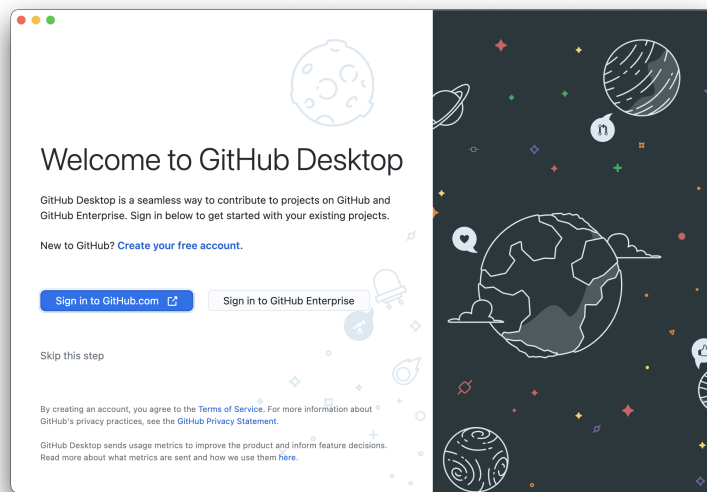 Welcome to GitHub Desktop
GitHub Desktop is a seamless way to contribute to projects on GitHub and
GitHub Enterprise. Sign in below to get started with your existing projects.
New to GitHub? Create your free account.
Sign in to GitHub.com
Sign in to GitHub Enterprise
Skip this step
By creating an account, you agree to the Terms of Service. For more information about
GitHub's privacy practices, see the GitHub Privacy Statement.
GitHub Desktop sends usage metrics to improve the product and inform feature decisions.
Read more about what metrics are sent and how we use them here.